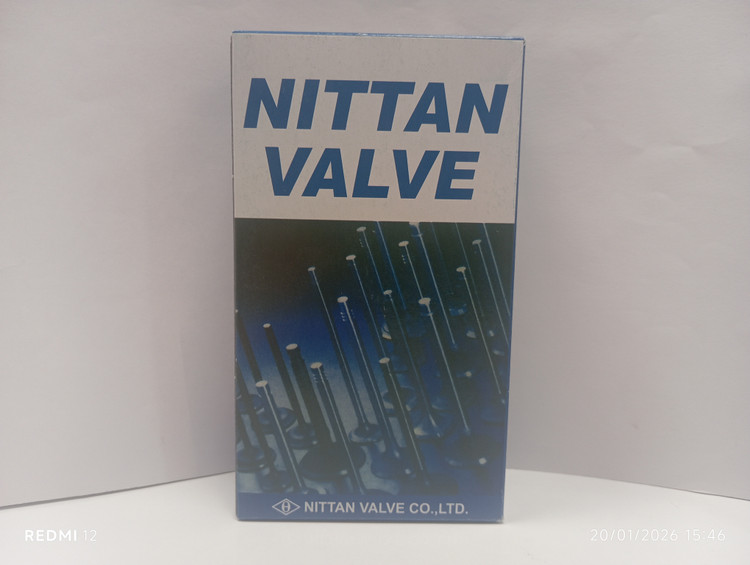 NITTAN
VALVE
NITTAN VALVE CO.,LTD.
REDMI 12
20/01/2026 15:46